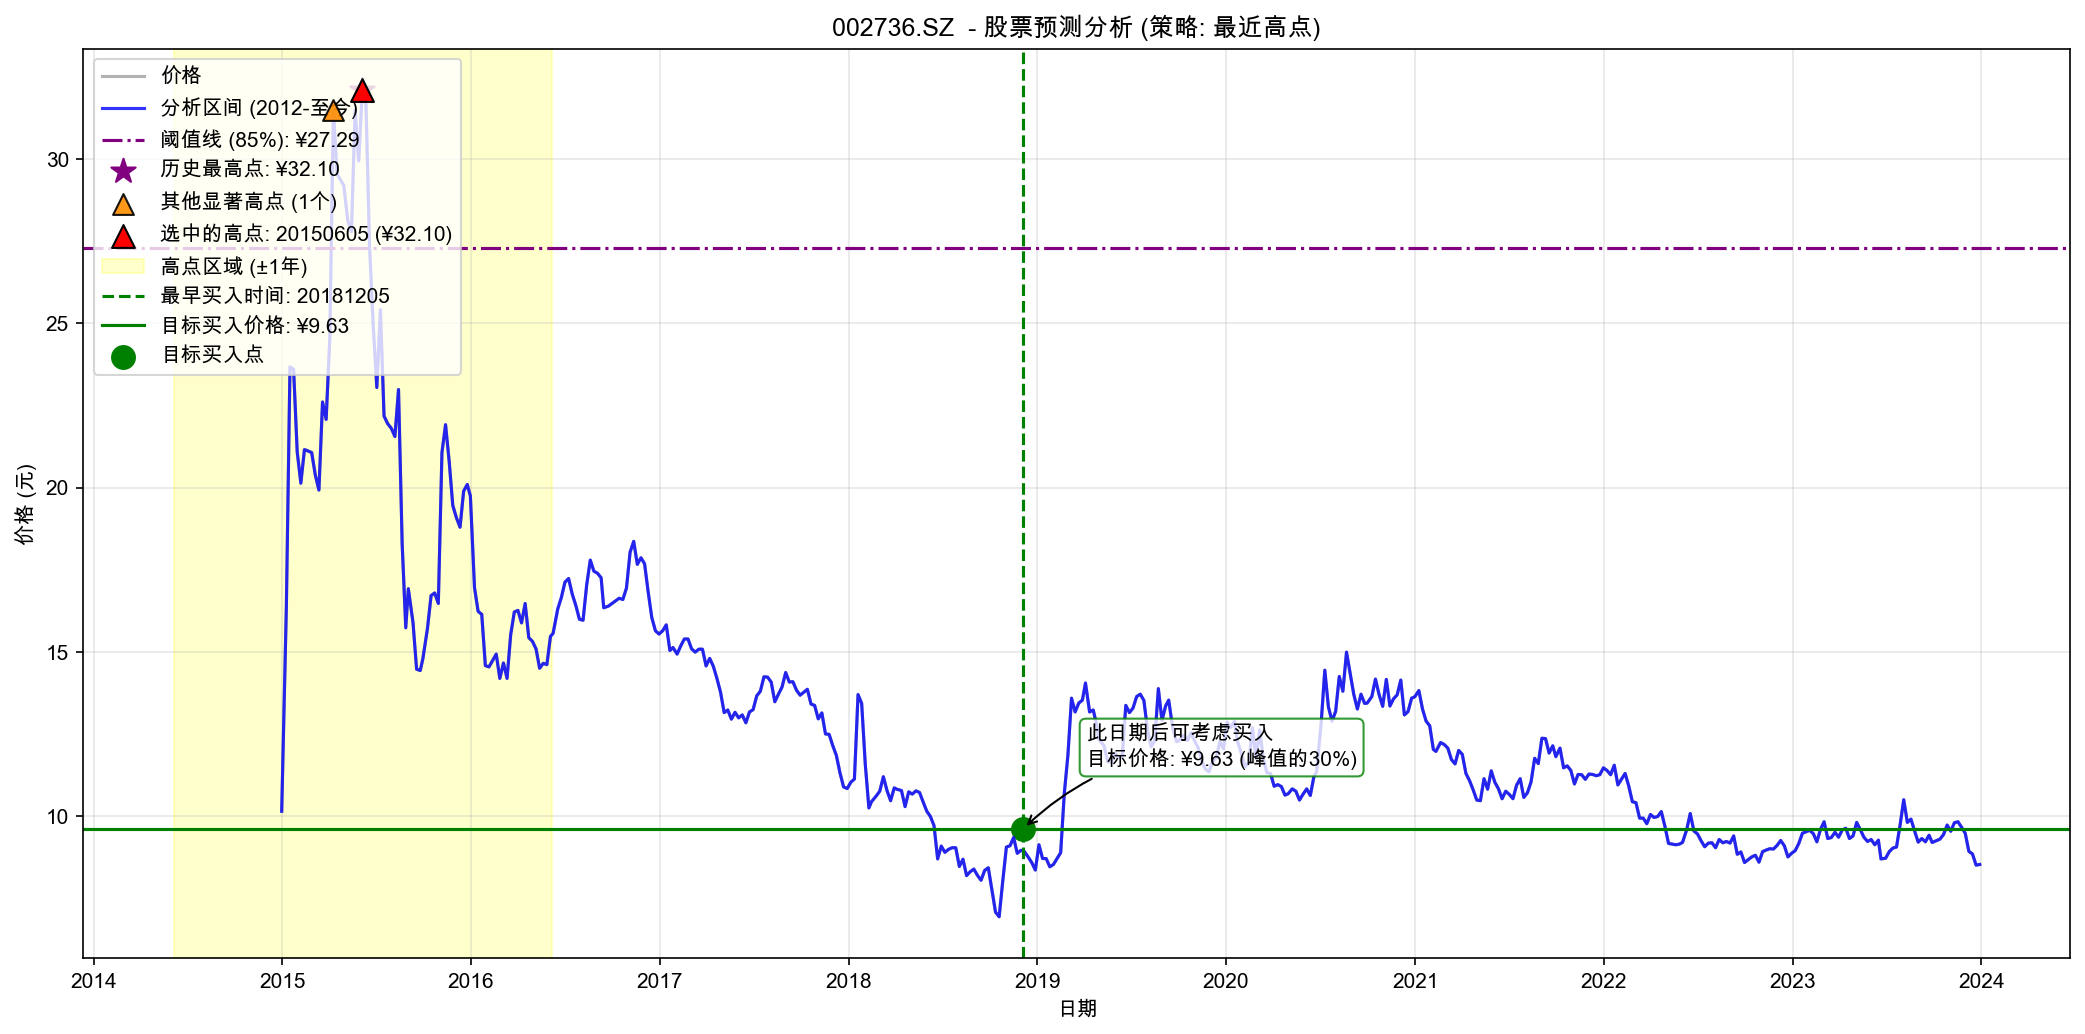 002736.SZ - 股票预测分析 (策略: 最近高点)
价格
分析区间 (2012-至今)
阈值线 (85%): ¥27.29
历史最高点: ¥32.10
其他显著高点 (1个)
选中的高点: 20150605 (¥32.10)
高点区域 (±1年)
最早买入时间: 20181205
目标买入价格: ¥9.63
目标买入点
此日期后可考虑买入
目标价格: ¥9.63 (峰值的30%)
价格 (元)
30
25
20
15
10
2014 2015 2016 2017 2018 2019 2020 2021 2022 2023 2024
日期